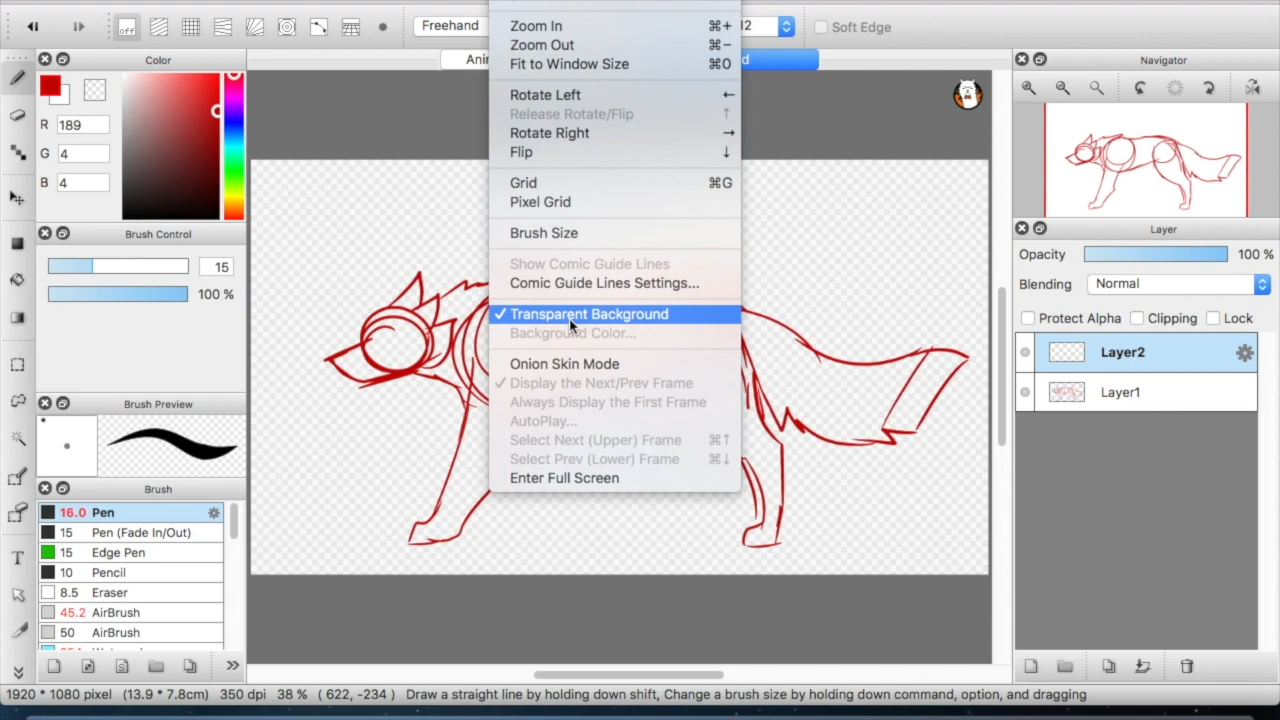 off
Freehand
12
Soft Edge
Ani
d
Color
R 189
G 4
B 4
Brush Control
15
100 %
Brush Preview
*
Brush
16.0 Pen
15 Pen (Fade In/Out)
15 Edge Pen
10 Pencil
8.5 Eraser
45.2 AirBrush
50 AirBrush
Zoom In ⌘+
Zoom Out ⌘−
Fit to Window Size ⌘0
Rotate Left ←
Release Rotate/Flip ↑
Rotate Right →
Flip ↓
Grid ⌘G
Pixel Grid
Brush Size
Show Comic Guide Lines
Comic Guide Lines Settings...
✓ Transparent Background
Background Color...
Onion Skin Mode
✓ Display the Next/Prev Frame
Always Display the First Frame
AutoPlay...
Select Next (Upper) Frame ⌘↑
Select Prev (Lower) Frame ⌘↓
Enter Full Screen
Navigator
Layer
Opacity 100 %
Blending Normal
Protect Alpha Clipping Lock
Layer2
Layer1
T
1920 * 1080 pixel (13.9 * 7.8cm) 350 dpi 38 % ( 622, -234 ) Draw a straight line by holding down shift, Change a brush size by holding down command, option, and dragging